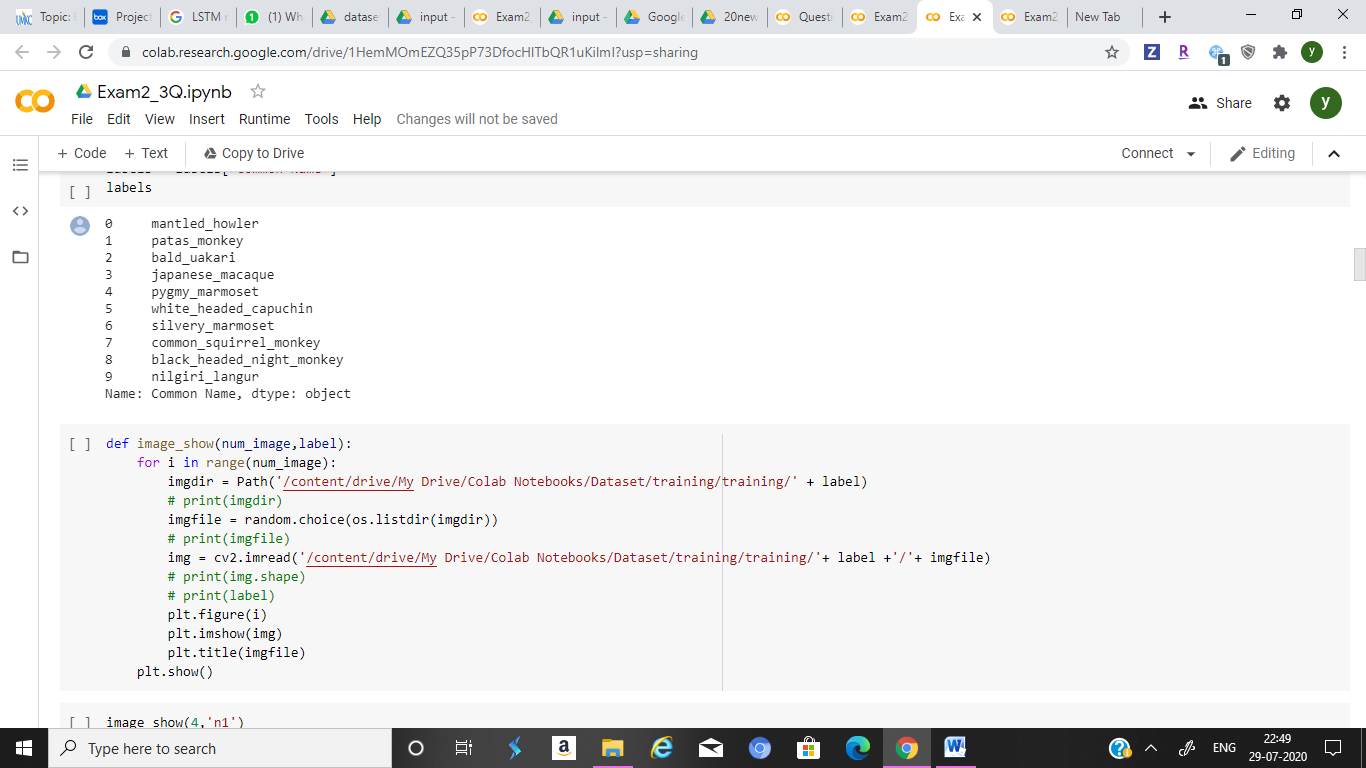 Topic:
Project
LSTM
(1) Wh
datase
input -
Exam2
input -
Google
20new
Questi
Exam2
Exa
Exam2
New Tab
colab.research.google.com/drive/1HemMOmEZQ35pP73DfocHITbQR1uKilmI?usp=sharing
Z
R
1
y
Exam2_3Q.ipynb
Share
y
File Edit View Insert Runtime Tools Help Changes will not be saved
+ Code + Text Copy to Drive
Connect
Editing
[ ] labels
0 mantled_howler
1 patas_monkey
2 bald_uakari
3 japanese_macaque
4 pygmy_marmoset
5 white_headed_capuchin
6 silvery_marmoset
7 common_squirrel_monkey
8 black_headed_night_monkey
9 nilgiri_langur
Name: Common Name, dtype: object
[ ] def image_show(num_image,label):
for i in range(num_image):
imgdir = Path('/content/drive/My Drive/Colab Notebooks/Dataset/training/training/' + label)
# print(imgdir)
imgfile = random.choice(os.listdir(imgdir))
# print(imgfile)
img = cv2.imread('/content/drive/My Drive/Colab Notebooks/Dataset/training/training/'+ label +'/'+ imgfile)
# print(img.shape)
# print(label)
plt.figure(i)
plt.imshow(img)
plt.title(imgfile)
plt.show()
[ ] image_show(4,'n1')
Type here to search
ENG
22:49
29-07-2020